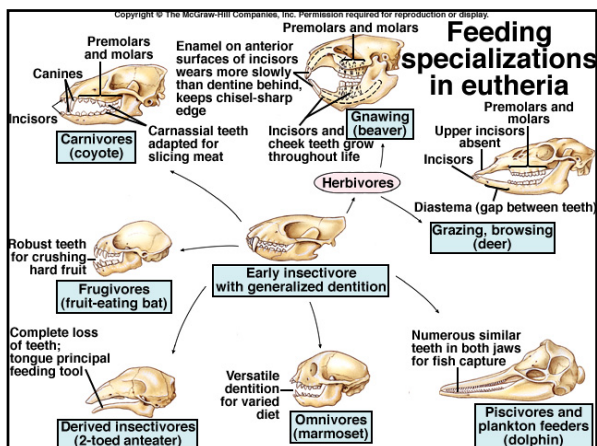 Copyright © The McGraw-Hill Companies, Inc. Permission required for reproduction or display.
Feeding
specializations
in eutheria
Premolars
and molars
Canines
Incisors
Carnassial teeth
adapted for
slicing meat
Carnivores
(coyote)
Enamel on anterior
surfaces of incisors
wears more slowly
than dentine behind,
keeps chisel-sharp
edge
Premolars and molars
Incisors and
cheek teeth grow
throughout life
Gnawing
(beaver)
Herbivores
Premolars and
molars
Upper incisors
absent
Incisors
Diastema (gap between teeth)
Grazing, browsing
(deer)
Robust teeth
for crushing
hard fruit
Frugivores
(fruit-eating bat)
Early insectivore
with generalized dentition
Complete loss
of teeth;
tongue principal
feeding tool
Derived insectivores
(2-toed anteater)
Versatile
dentition
for varied
diet
Omnivores
(marmoset)
Numerous similar
teeth in both jaws
for fish capture
Piscivores and
plankton feeders
(dolphin)